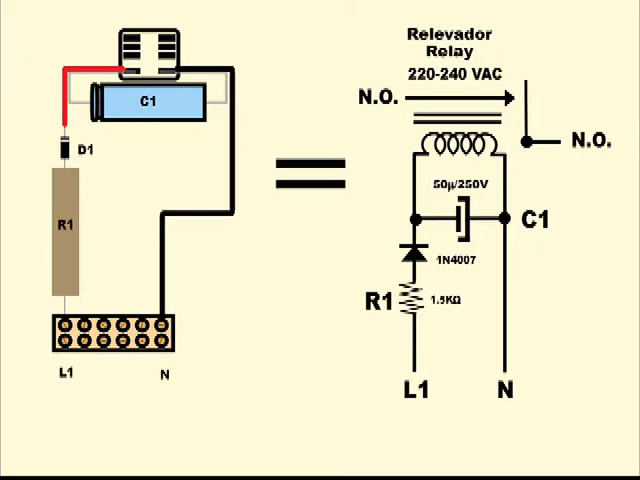 C1
D1
R1
L1 N
Relevador
Relay
220-240 VAC
N.O.
N.O.
50µ/250V
C1
1N4007
R1
1.5KΩ
L1 N